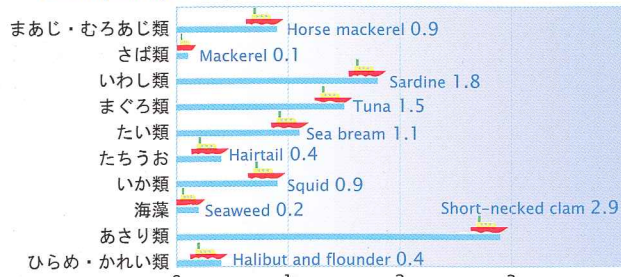 まあじ・むろあじ類 Horse mackerel 0.9
さば類 Mackerel 0.1
いわし類 Sardine 1.8
まぐろ類 Tuna 1.5
たい類 Sea bream 1.1
たちうお Hairtail 0.4
いか類 Squid 0.9
海藻 Seaweed 0.2
Short-necked clam 2.9
あさり類
ひらめ・かれい類 Halibut and flounder 0.4